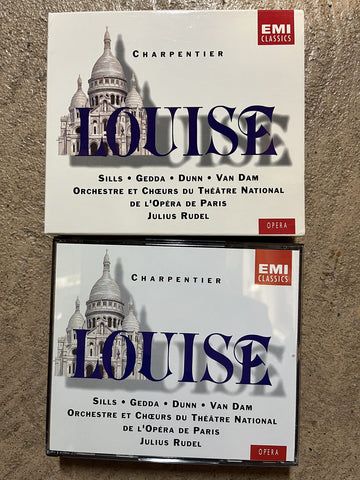 EMI
CLASSICS
CHARPENTIER
LOUISE
SILLS • GEDDA • DUNN • VAN DAM
ORCHESTRE ET CHŒURS DU THÉÂTRE NATIONAL
DE L'OPÉRA DE PARIS
JULIUS RUDEL
OPERA
EMI
CLASSICS
CHARPENTIER
LOUISE
SILLS • GEDDA • DUNN • VAN DAM
ORCHESTRE ET CHŒURS DU THÉÂTRE NATIONAL
DE L'OPÉRA DE PARIS
JULIUS RUDEL
OPERA